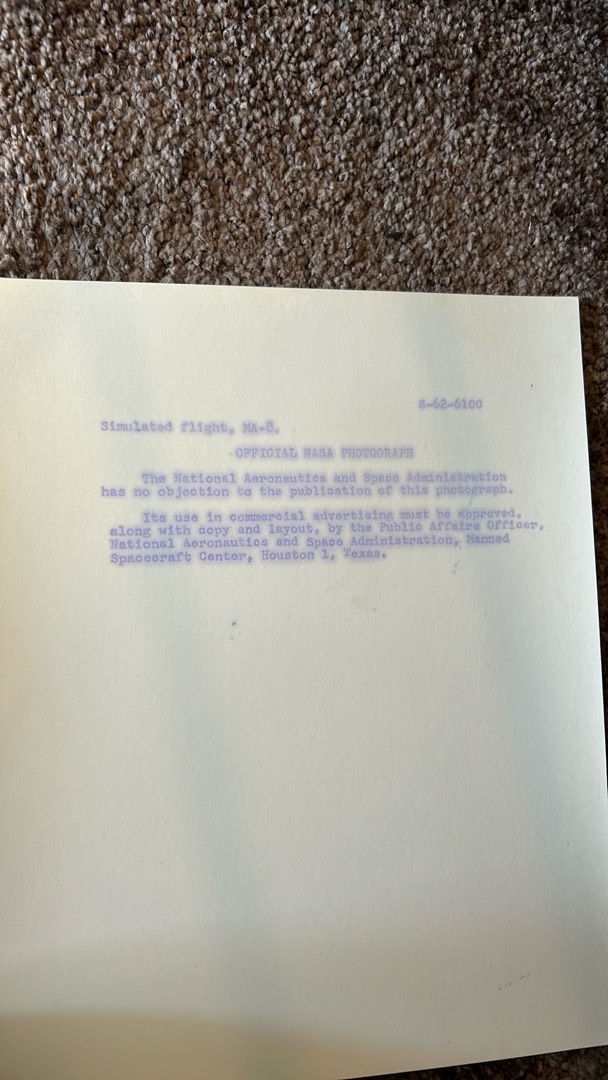 S-62-6100
Simulated flight, MA-8.
OFFICIAL NASA PHOTOGRAPH
The National Aeronautics and Space Administration
has no objection to the publication of this photograph.
Its use in commercial advertising must be approved,
along with copy and layout, by the Public Affairs Officer,
National Aeronautics and Space Administration, Manned
Spacecraft Center, Houston 1, Texas.